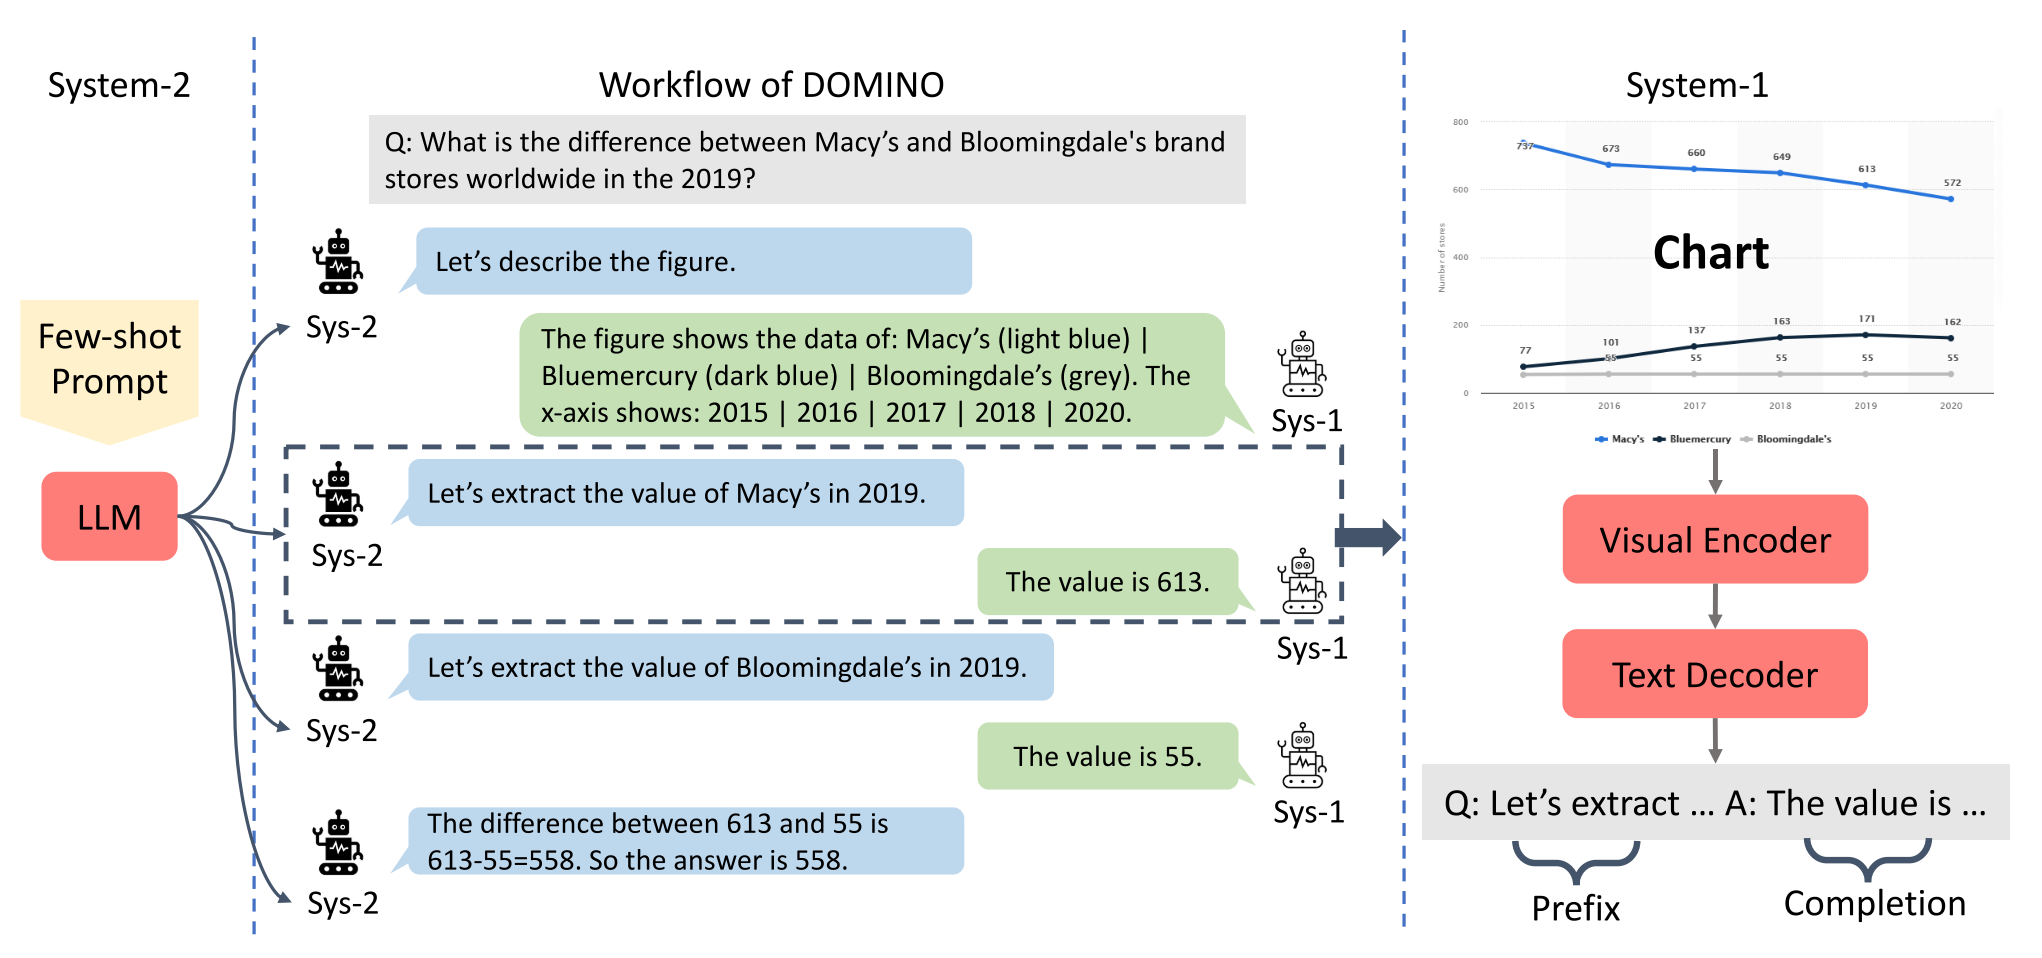 System-2
Few-shot
Prompt
LLM
Workflow of DOMINO
Q: What is the difference between Macy’s and Bloomingdale's brand
stores worldwide in the 2019?
Let’s describe the figure.
Sys-2
The figure shows the data of: Macy’s (light blue) |
Bluemercury (dark blue) | Bloomingdale’s (grey). The
x-axis shows: 2015 | 2016 | 2017 | 2018 | 2020.
Sys-1
Let’s extract the value of Macy’s in 2019.
Sys-2
The value is 613.
Sys-1
Let’s extract the value of Bloomingdale’s in 2019.
Sys-2
The value is 55.
Sys-1
The difference between 613 and 55 is
613-55=558. So the answer is 558.
Sys-2
System-1
800
600
400
200
0
Number of stores
737
673
660
649
613
572
Chart
77
101
137
163
171
162
55
55
55
55
55
2015
2016
2017
2018
2019
2020
Macy's
Bluemercury
Bloomingdale's
Visual Encoder
Text Decoder
Q: Let’s extract ... A: The value is ...
Prefix
Completion